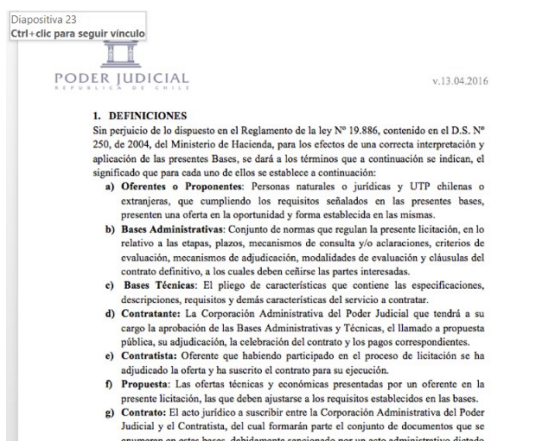 Diapositiva 23
Ctrl+clic para seguir vínculo
PODER JUDICIAL
REPUBLICA DE CHILE
v.13.04.2016
1. DEFINICIONES
Sin perjuicio de lo dispuesto en el Reglamento de la ley Nº 19.886, contenido en el D.S. Nº
250, de 2004, del Ministerio de Hacienda, para los efectos de una correcta interpretación y
aplicación de las presentes Bases, se dará a los términos que a continuación se indican, el
significado que para cada uno de ellos se establece a continuación:
a) Oferentes o Proponentes: Personas naturales o jurídicas y UTP chilenas o
extranjeras, que cumpliendo los requisitos señalados en las presentes bases,
presenten una oferta en la oportunidad y forma establecida en las mismas.
b) Bases Administrativas: Conjunto de normas que regulan la presente licitación, en lo
relativo a las etapas, plazos, mecanismos de consulta y/o aclaraciones, criterios de
evaluación, mecanismos de adjudicación, modalidades de evaluación y cláusulas del
contrato definitivo, a los cuales deben ceñirse las partes interesadas.
c) Bases Técnicas: El pliego de características que contiene las especificaciones,
descripciones, requisitos y demás características del servicio a contratar.
d) Contratante: La Corporación Administrativa del Poder Judicial que tendrá a su
cargo la aprobación de las Bases Administrativas y Técnicas, el llamado a propuesta
pública, su adjudicación, la celebración del contrato y los pagos correspondientes.
e) Contratista: Oferente que habiendo participado en el proceso de licitación se ha
adjudicado la oferta y ha suscrito el contrato para su ejecución.
f) Propuesta: Las ofertas técnicas y económicas presentadas por un oferente en la
presente licitación, las que deben ajustarse a los requisitos establecidos en las bases.
g) Contrato: El acto jurídico a suscribir entre la Corporación Administrativa del Poder
Judicial y el Contratista, del cual formarán parte el conjunto de documentos que se
enumeran en estas bases, debidamente sancionado por un acto administrativo dictado